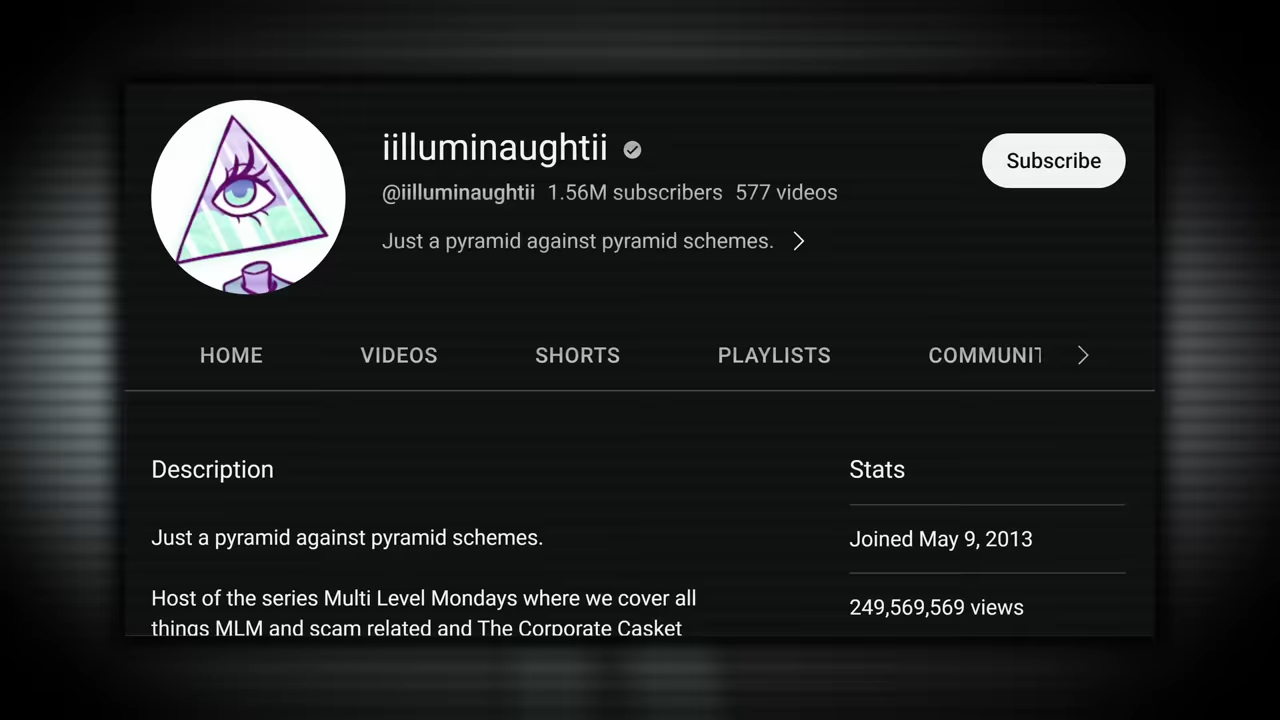 iilluminaughtii
@iilluminaughtii 1.56M subscribers 577 videos
Just a pyramid against pyramid schemes.
Subscribe
HOME VIDEOS SHORTS PLAYLISTS COMMUNIT
Description
Just a pyramid against pyramid schemes.
Host of the series Multi Level Mondays where we cover all
things MLM and scam related and The Corporate Casket
Stats
Joined May 9, 2013
249,569,569 views